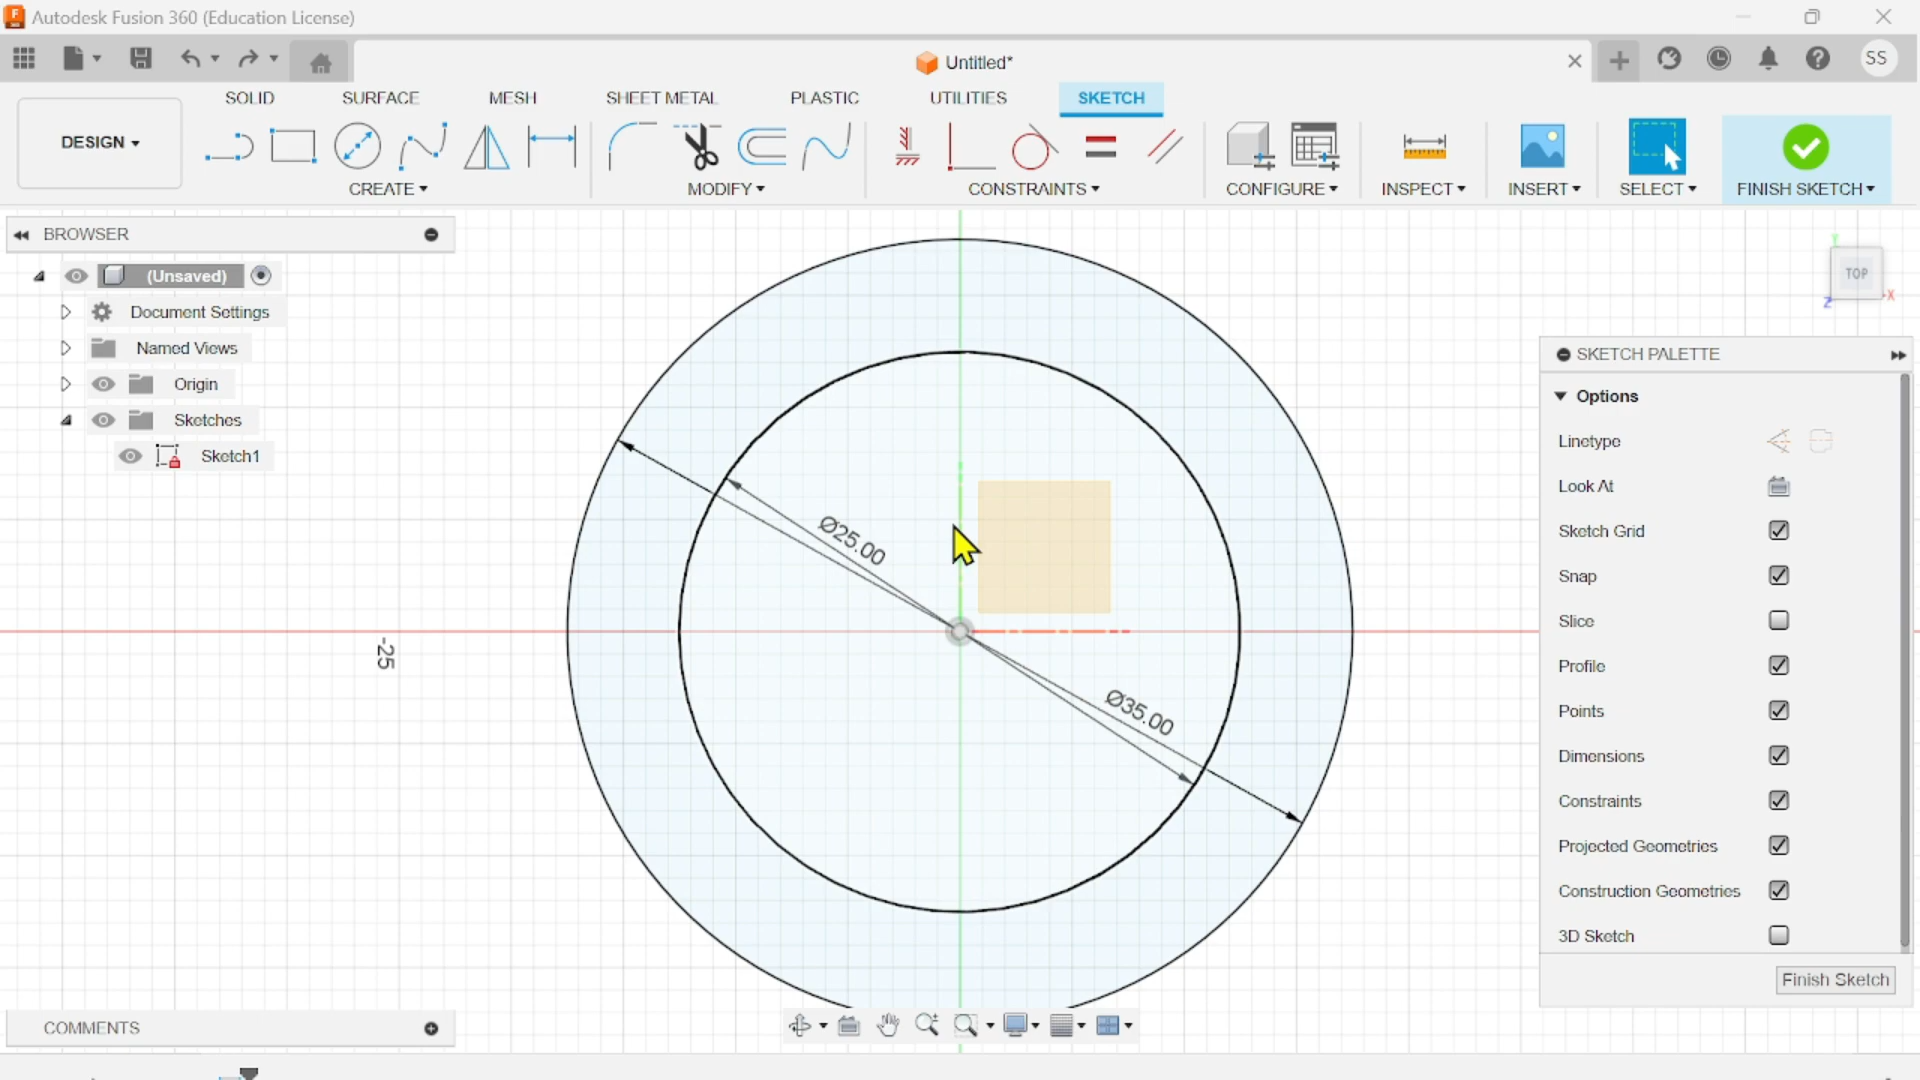 Autodesk Fusion 360 (Education License)
Untitled*
SS
DESIGN
SOLID
SURFACE
MESH
SHEET METAL
PLASTIC
UTILITIES
SKETCH
CREATE
MODIFY
CONSTRAINTS
CONFIGURE
INSPECT
INSERT
SELECT
FINISH SKETCH
BROWSER
(Unsaved)
Document Settings
Named Views
Origin
Sketches
Sketch1
-25
Ø25.00
Ø35.00
TOP
Y
X
Z
SKETCH PALETTE
Options
Linetype
Look At
Sketch Grid
Snap
Slice
Profile
Points
Dimensions
Constraints
Projected Geometries
Construction Geometries
3D Sketch
Finish Sketch
COMMENTS